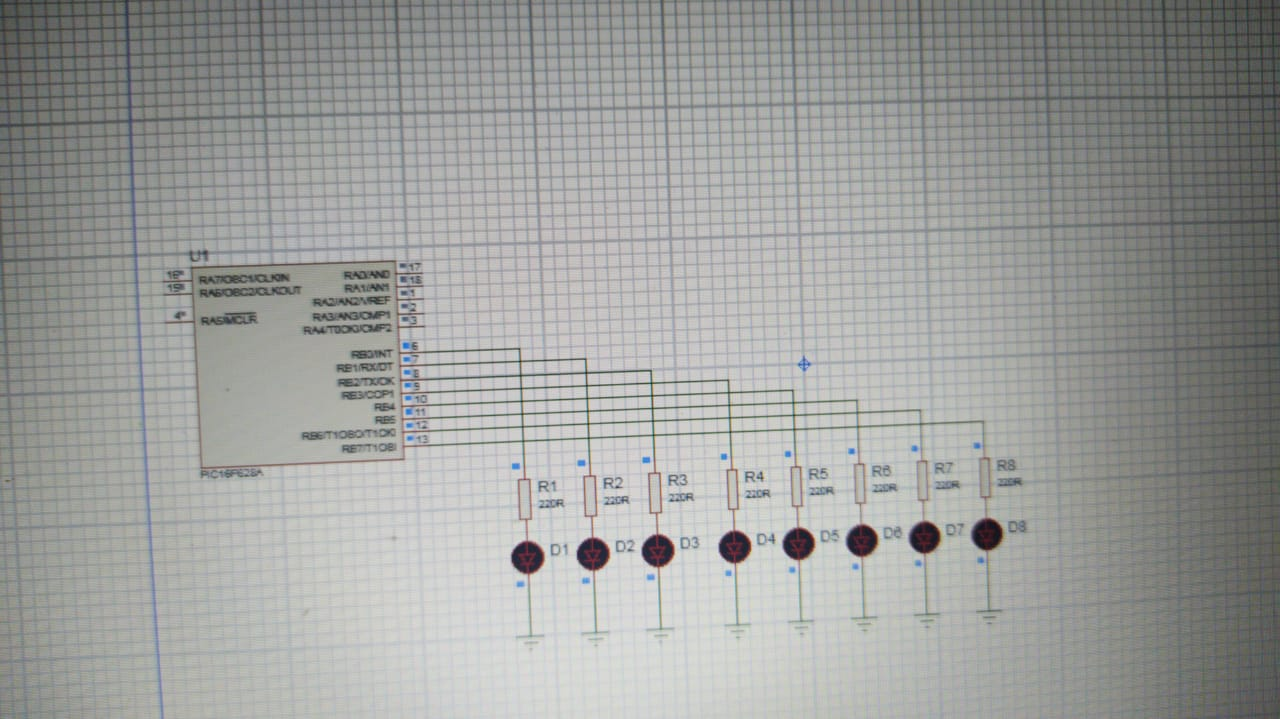 U1
16
15
4
RA7/OSC1/CLKIN
RA6/OSC2/CLKOUT
RA5/MCLR
RA0/AN0
RA1/AN1
RA2/AN2/VREF
RA3/AN3/CMP1
RA4/T0CKI/CMP2
RB0/INT
RB1/RX/DT
RB2/TX/CK
RB3/CCP1
RB4
RB5
RB6/T1OSO/T1CKI
RB7/T1OSI
17
18
1
2
3
6
7
8
9
10
11
12
13
PIC16F628A
R1
220R
R2
220R
R3
220R
R4
220R
R5
220R
R6
220R
R7
220R
R8
220R
D1
D2
D3
D4
D5
D6
D7
D8